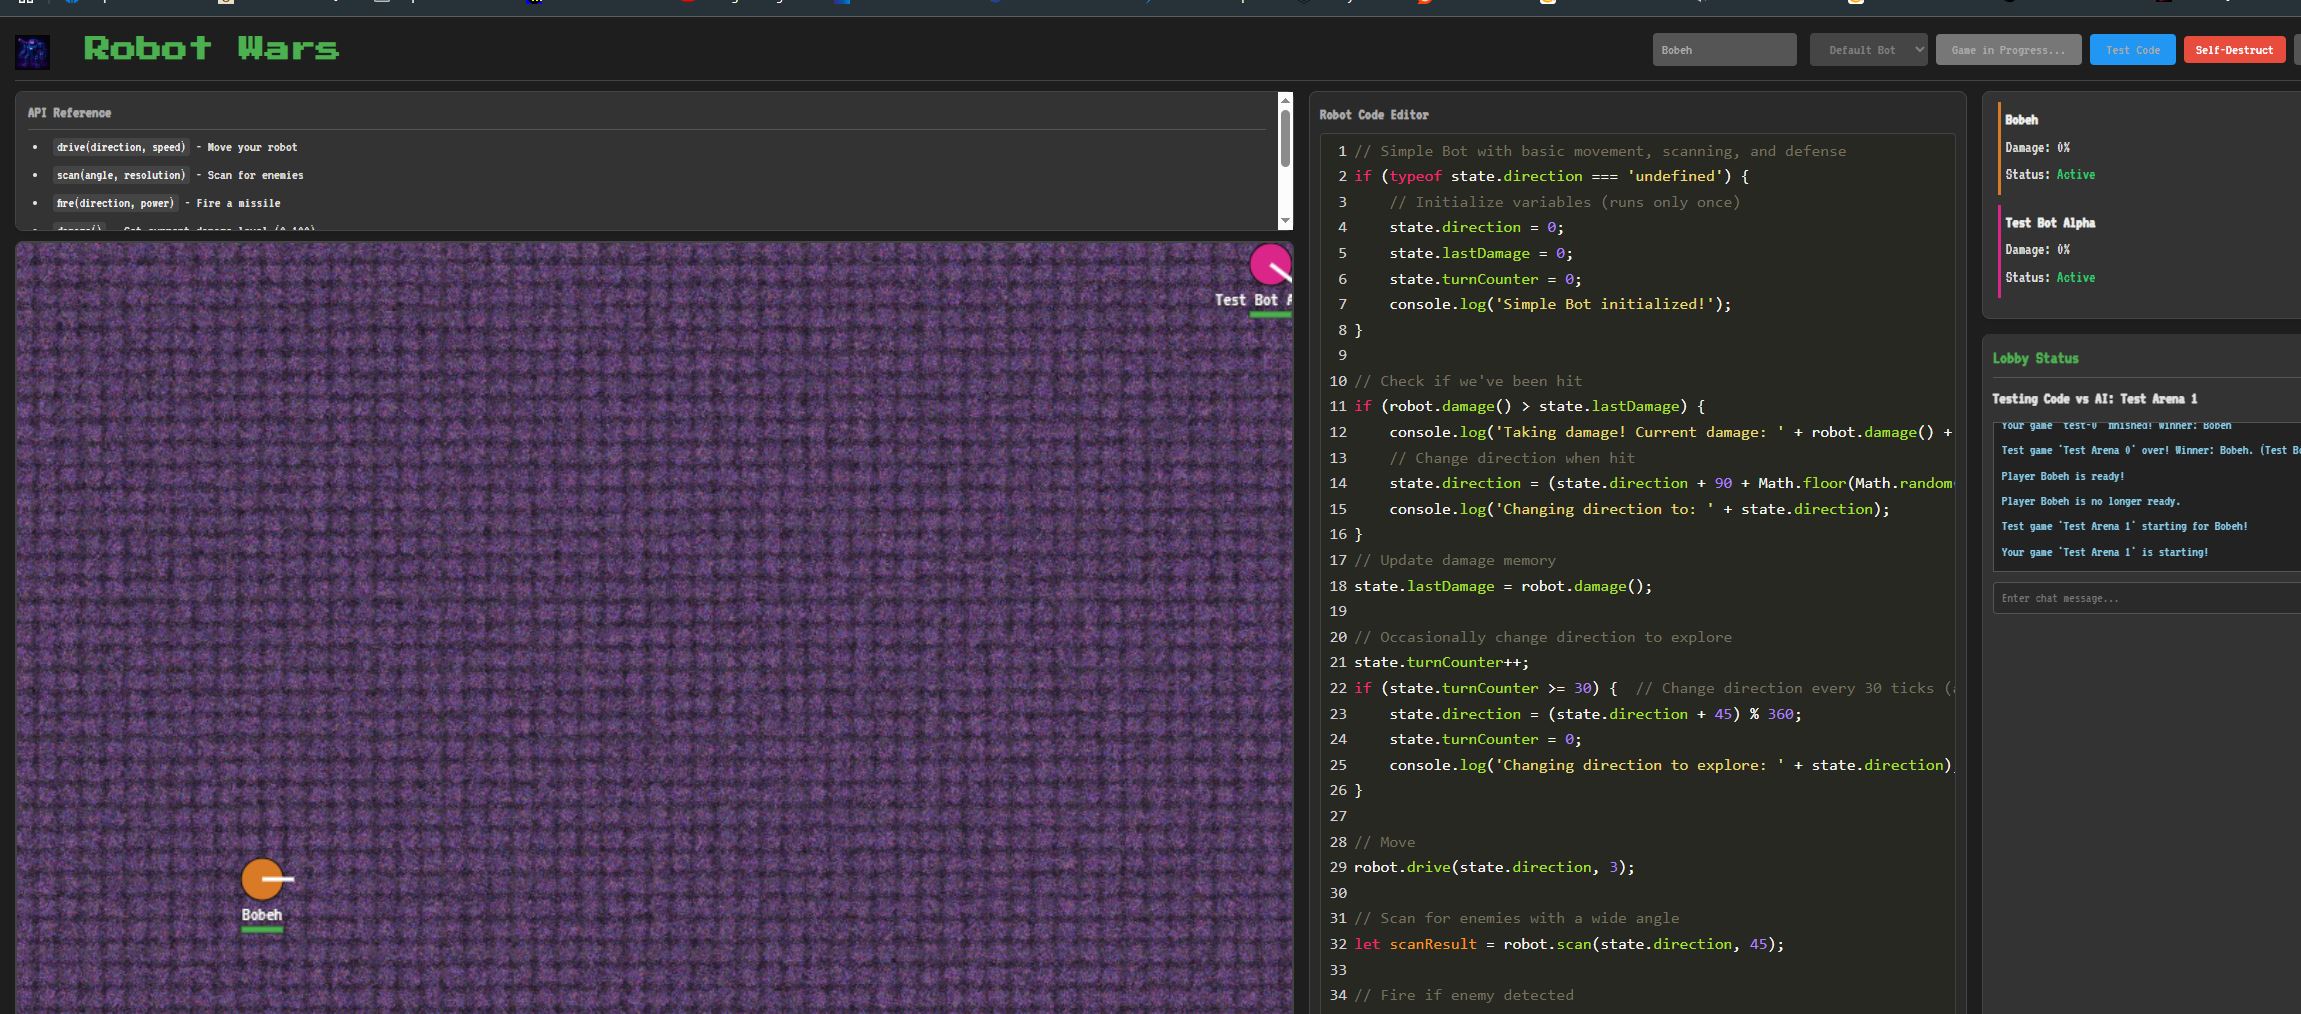 Robot Wars
Bobeh
Default Bot
Game in Progress...
Test Code
Self-Destruct
API Reference
drive(direction, speed) - Move your robot
scan(angle, resolution) - Scan for enemies
fire(direction, power) - Fire a missile
damage() - Get current damage level (0-100)
Test Bot A
Bobeh
Robot Code Editor
1 // Simple Bot with basic movement, scanning, and defense
2 if (typeof state.direction === 'undefined') {
3 // Initialize variables (runs only once)
4 state.direction = 0;
5 state.lastDamage = 0;
6 state.turnCounter = 0;
7 console.log('Simple Bot initialized!');
8 }
9
10 // Check if we've been hit
11 if (robot.damage() > state.lastDamage) {
12 console.log('Taking damage! Current damage: ' + robot.damage() +
13 // Change direction when hit
14 state.direction = (state.direction + 90 + Math.floor(Math.random
15 console.log('Changing direction to: ' + state.direction);
16 }
17 // Update damage memory
18 state.lastDamage = robot.damage();
19
20 // Occasionally change direction to explore
21 state.turnCounter++;
22 if (state.turnCounter >= 30) { // Change direction every 30 ticks (
23 state.direction = (state.direction + 45) % 360;
24 state.turnCounter = 0;
25 console.log('Changing direction to explore: ' + state.direction)
26 }
27
28 // Move
29 robot.drive(state.direction, 3);
30
31 // Scan for enemies with a wide angle
32 let scanResult = robot.scan(state.direction, 45);
33
34 // Fire if enemy detected
Bobeh
Damage: 0%
Status: Active
Test Bot Alpha
Damage: 0%
Status: Active
Lobby Status
Testing Code vs AI: Test Arena 1
Your game 'test-0' finished! Winner: Bobeh
Test game 'Test Arena 0' over! Winner: Bobeh. (Test B
Player Bobeh is ready!
Player Bobeh is no longer ready.
Test game 'Test Arena 1' starting for Bobeh!
Your game 'Test Arena 1' is starting!
Enter chat message...